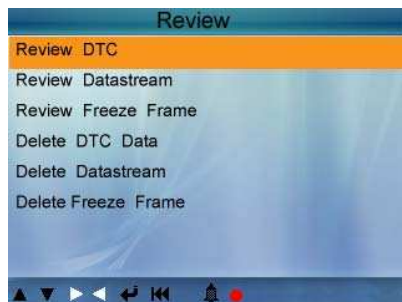 Review
Review DTC
Review Datastream
Review Freeze Frame
Delete DTC Data
Delete Datastream
Delete Freeze Frame